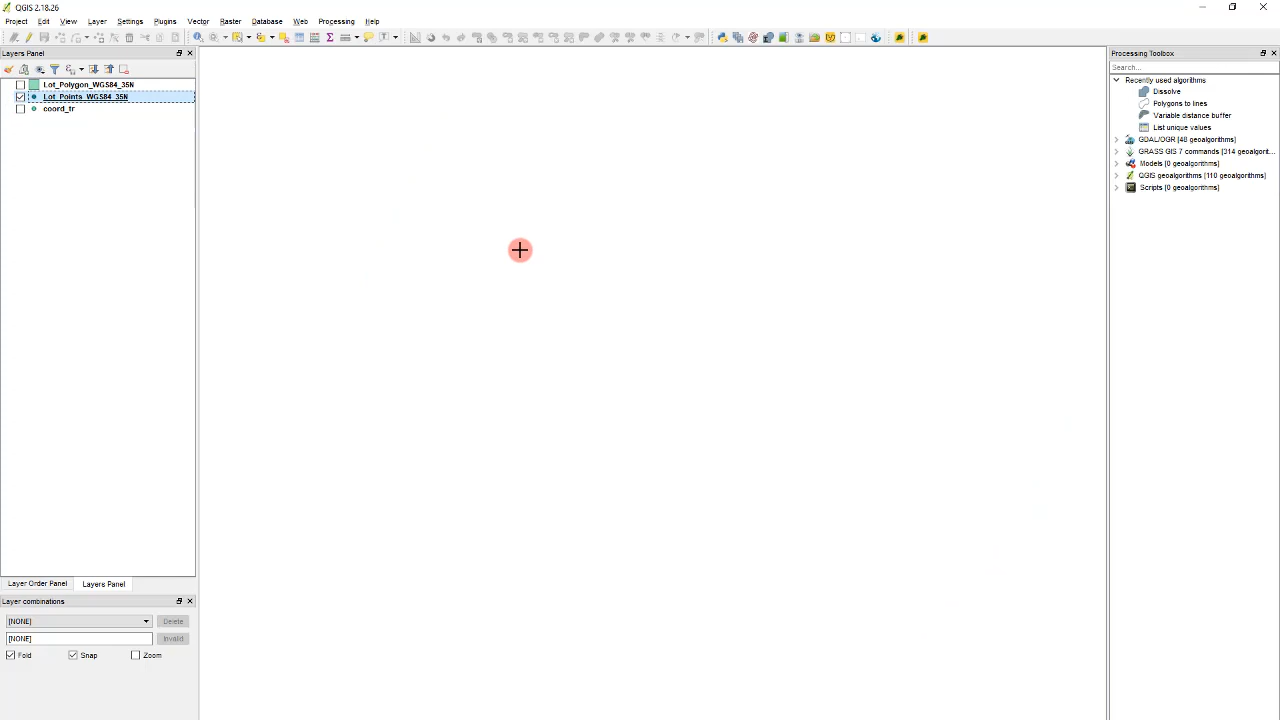 QGIS 2.18.26
Project Edit View Layer Settings Plugins Vector Raster Database Web Processing Help
Layers Panel
Lot_Polygon_WGS84_35N
Lot_Points_WGS84_35N
coord_tr
Layer Order Panel Layers Panel
Layer combinations
[NONE] Delete
[NONE] Invalid
Fold Snap Zoom
Processing Toolbox
Search...
Recently used algorithms
Dissolve
Polygons to lines
Variable distance buffer
List unique values
GDAL/OGR [48 geoalgorithms]
GRASS GIS 7 commands [314 geoalgorit...
Models [0 geoalgorithms]
QGIS geoalgorithms [110 geoalgorithms]
Scripts [0 geoalgorithms]